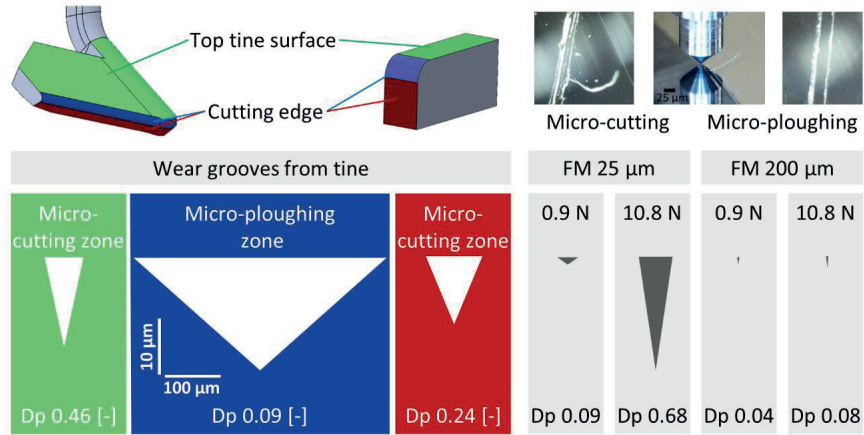 Top tine surface
Cutting edge
25 µm
Micro-cutting
Micro-ploughing
Wear grooves from tine
FM 25 µm
FM 200 µm
Micro-
cutting zone
Micro-ploughing
zone
Micro-
cutting zone
0.9 N
10.8 N
0.9 N
10.8 N
10 µm
100 µm
Dp 0.46 [-]
Dp 0.09 [-]
Dp 0.24 [-]
Dp 0.09
Dp 0.68
Dp 0.04
Dp 0.08